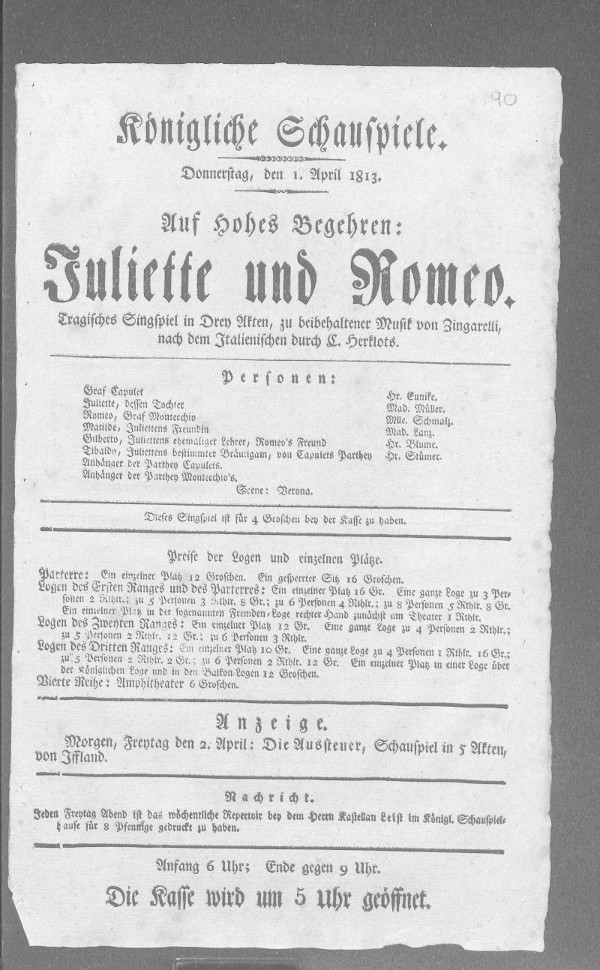 90
Königliche Schauspiele.
Donnerstag, den 1. April 1813.
Auf Hohes Begehren:
Juliette und Romeo.
Tragisches Singspiel in Drey Akten, zu beibehaltener Musik von Zingarelli,
nach dem Italienischen durch C. Herklots.
Personen:
Graf Capulet Hr. Eunike.
Juliette, dessen Tochter Mad. Müller.
Romeo, Graf Montecchio Mlle. Schmalz.
Matilde, Juliettens Freundin Mad. Lanz.
Gilberto, Juliettens ehemaliger Lehrer, Romeo's Freund Hr. Blume.
Tibaldo, Juliettens bestimmter Bräutigam, von Capulets Parthey Hr. Stümer.
Anhänger der Parthey Capulets.
Anhänger der Parthey Montecchio's.
Scene: Verona.
Dieses Singspiel ist für 4 Groschen bey der Kasse zu haben.
Preise der Logen und einzelnen Plätze.
Parterre: Ein einzelner Platz 12 Groschen. Ein gesperrter Sitz 16 Groschen.
Logen des Ersten Ranges und des Parterres: Ein einzelner Platz 16 Gr. Eine ganze Loge zu 3 Per-
sonen 2 Rthlr.; zu 5 Personen 3 Rthlr. 8 Gr.; zu 6 Personen 4 Rthlr.; zu 8 Personen 5 Rthlr. 8 Gr.
Ein einzelner Platz in der sogenannten Fremden-Loge rechter Hand zunächst am Theater 1 Rthlr.
Logen des Zweyten Ranges: Ein einzelner Platz 12 Gr. Eine ganze Loge zu 4 Personen 2 Rthlr.;
zu 5 Personen 2 Rthlr. 12 Gr.; zu 6 Personen 3 Rthlr.
Logen des Dritten Ranges: Ein einzelner Platz 10 Gr. Eine ganze Loge zu 4 Personen 1 Rthlr. 16 Gr.;
zu 5 Personen 2 Rthlr. 2 Gr.; zu 6 Personen 2 Rthlr. 12 Gr. Ein einzelner Platz in einer Loge über
der Königlichen Loge und in den Balkon-Logen 12 Groschen.
Vierte Reihe: Amphitheater 6 Groschen.
Anzeige.
Morgen, Freytag den 2. April: Die Aussteuer, Schauspiel in 5 Akten,
von Iffland.
Nachricht.
Jeden Freytag Abend ist das wöchentliche Repertoir bey dem Herrn Kastellan Leist im Königl. Schauspiel-
hause für 8 Pfennige gedruckt zu haben.
Anfang 6 Uhr; Ende gegen 9 Uhr.
Die Kasse wird um 5 Uhr geöffnet.